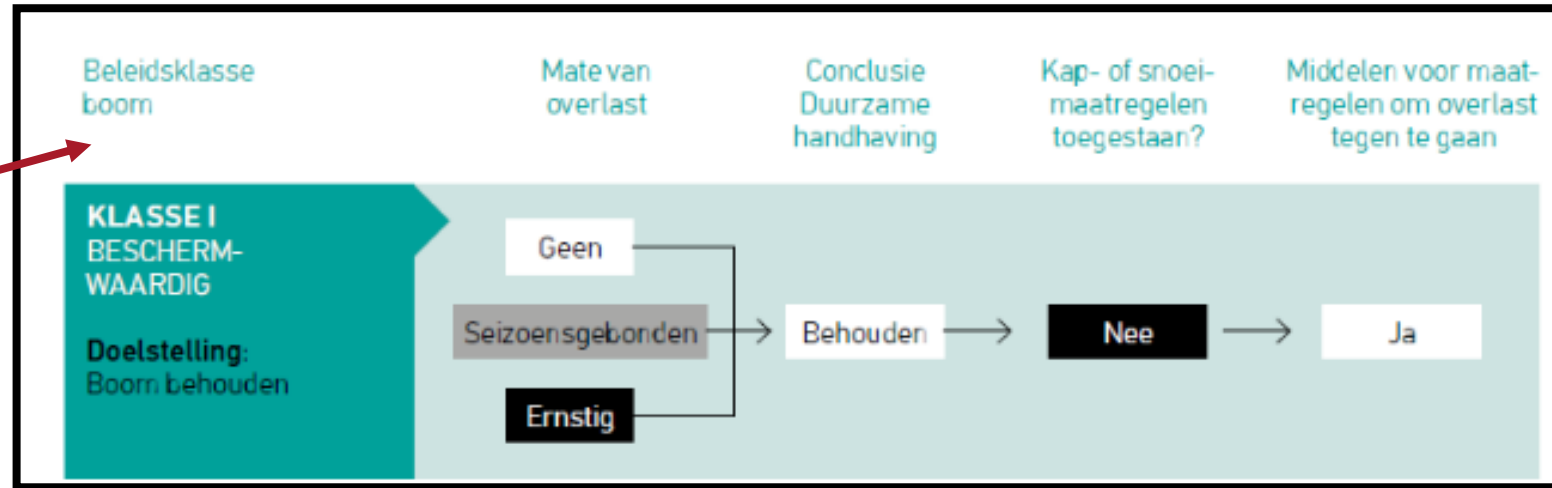 Beleidsklasse
boom
Mate van
overlast
Conclusie
Duurzame
handhaving
Kap- of snoei-
maatregelen
toegestaan?
Middelen voor maat-
regelen om overlast
tegen te gaan
KLASSE I
BESCHERM-
WAARDIG
Doelstelling:
Boom behouden
Geen
Seizoensgebonden
Ernstig
Behouden
Nee
Ja